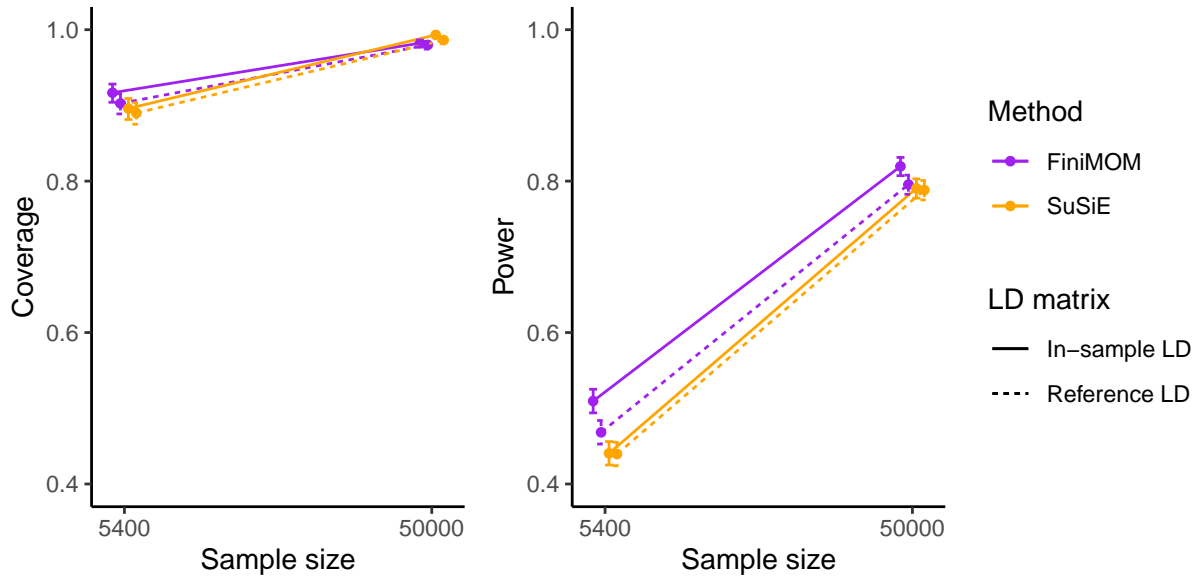 Coverage
1.0
0.8
0.6
0.4
5400
50000
Sample size
Power
1.0
0.8
0.6
0.4
5400
50000
Sample size
Method
FiniMOM
SuSiE
LD matrix
In−sample LD
Reference LD